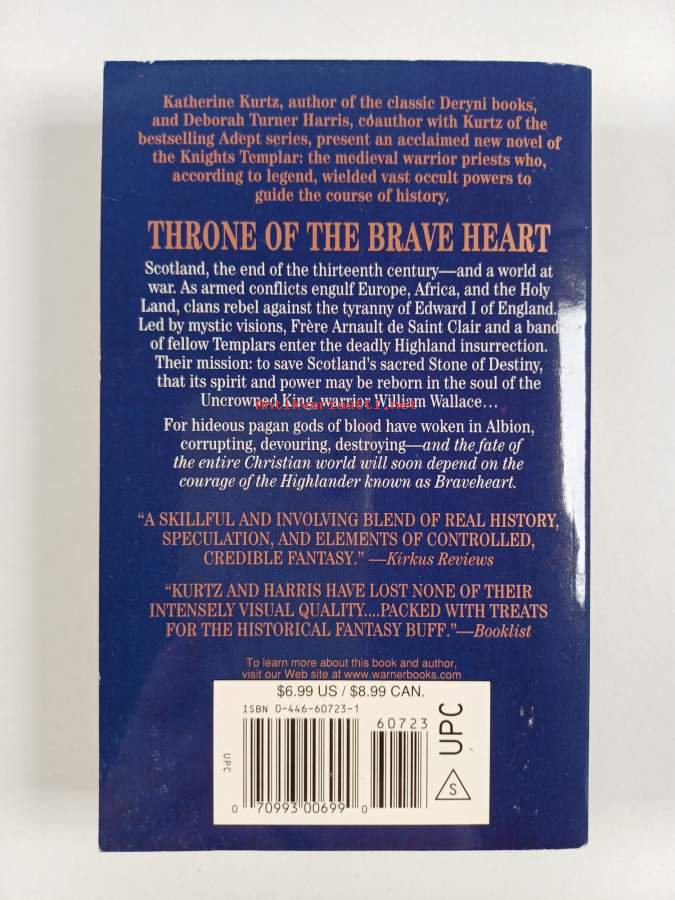 Katherine Kurtz, author of the classic Deryni books,
and Deborah Turner Harris, coauthor with Kurtz of the
bestselling Adept series, present an acclaimed new novel of
the Knights Templar: the medieval warrior priests who,
according to legend, wielded vast occult powers to
guide the course of history.
THRONE OF THE BRAVE HEART
Scotland, the end of the thirteenth century—and a world at
war. As armed conflicts engulf Europe, Africa, and the Holy
Land, clans rebel against the tyranny of Edward I of England.
Led by mystic visions, Frère Arnault de Saint Clair and a band
of fellow Templars enter the deadly Highland insurrection.
Their mission: to save Scotland's sacred Stone of Destiny,
that its spirit and power may be reborn in the soul of the
Uncrowned King, warrior William Wallace…
Antikvariaatti.net
For hideous pagan gods of blood have woken in Albion,
corrupting, devouring, destroying—and the fate of
the entire Christian world will soon depend on the
courage of the Highlander known as Braveheart.
“A SKILLFUL AND INVOLVING BLEND OF REAL HISTORY,
SPECULATION, AND ELEMENTS OF CONTROLLED,
CREDIBLE FANTASY.” —Kirkus Reviews
“KURTZ AND HARRIS HAVE LOST NONE OF THEIR
INTENSELY VISUAL QUALITY....PACKED WITH TREATS
FOR THE HISTORICAL FANTASY BUFF.”—Booklist
To learn more about this book and author,
visit our Web site at www.warnerbooks.com
$6.99 US / $8.99 CAN.
ISBN 0-446-60723-1
60723
UPC
UPC
S
0 70993 00699 0